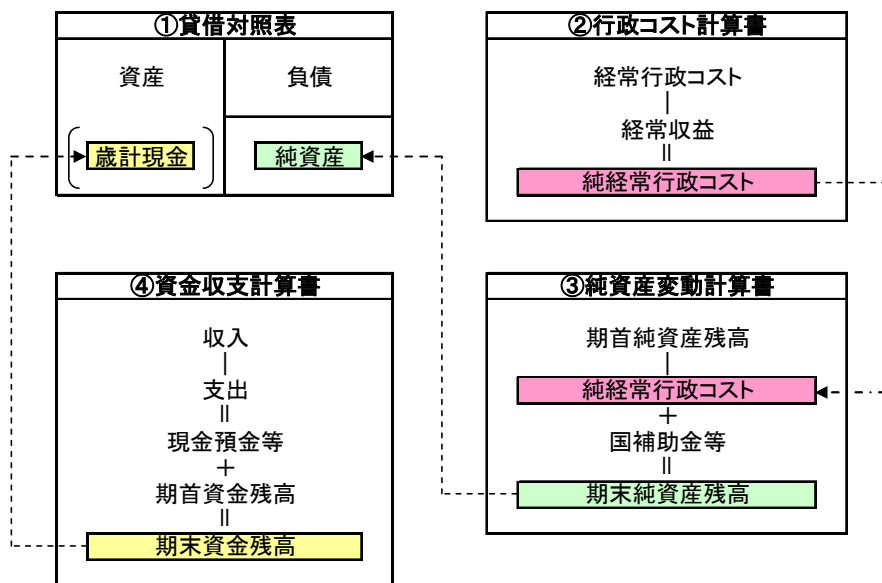 ①貸借対照表
資産
負債
歳計現金
純資産
②行政コスト計算書
経常行政コスト
|
経常収益
||
純経常行政コスト
④資金収支計算書
収入
|
支出
||
現金預金等
＋
期首資金残高
||
期末資金残高
③純資産変動計算書
期首純資産残高
|
純経常行政コスト
＋
国補助金等
||
期末純資産残高